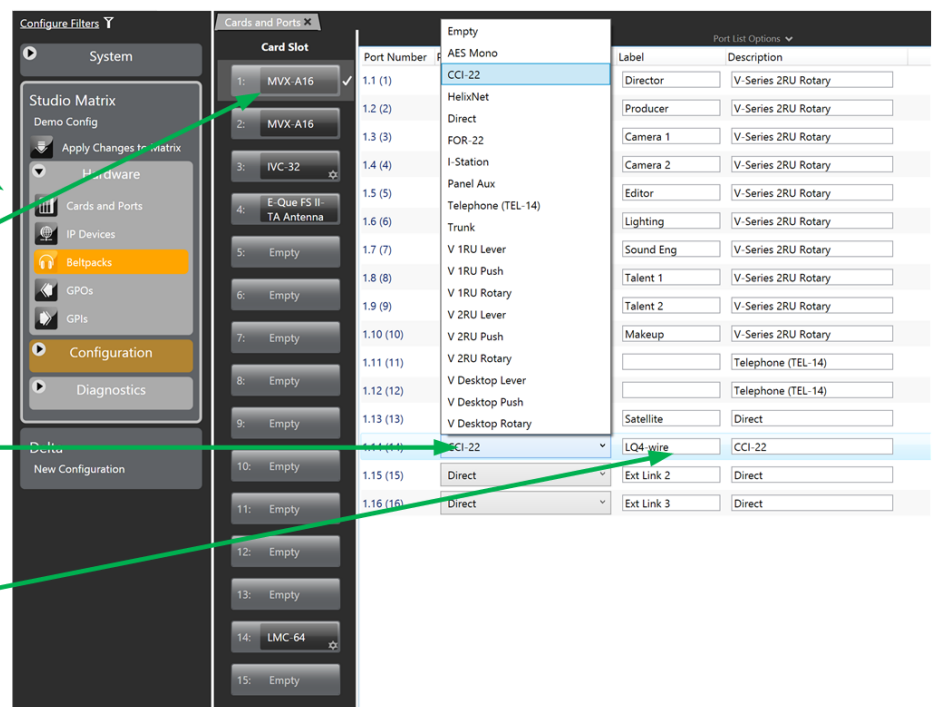 Configure Filters
System
Studio Matrix
Demo Config
Apply Changes to Matrix
Hardware
Cards and Ports
IP Devices
Beltpacks
GPOs
GPIs
Configuration
Diagnostics
Delta
New Configuration
Cards and Ports ✕
Card Slot
1: MVX-A16 ✓
2: MVX-A16
3: IVC-32
4: E-Que FS II-
TA Antenna
5: Empty
6: Empty
7: Empty
8: Empty
9: Empty
10: Empty
11: Empty
12: Empty
13: Empty
14: LMC-64
15: Empty
Port List Options
Port Number Label Description
1.1 (1) Director V-Series 2RU Rotary
1.2 (2) Producer V-Series 2RU Rotary
1.3 (3) Camera 1 V-Series 2RU Rotary
1.4 (4) Camera 2 V-Series 2RU Rotary
1.5 (5) Editor V-Series 2RU Rotary
1.6 (6) Lighting V-Series 2RU Rotary
1.7 (7) Sound Eng V-Series 2RU Rotary
1.8 (8) Talent 1 V-Series 2RU Rotary
1.9 (9) Talent 2 V-Series 2RU Rotary
1.10 (10) Makeup V-Series 2RU Rotary
1.11 (11) Telephone (TEL-14)
1.12 (12) Telephone (TEL-14)
1.13 (13) Satellite Direct
1.14 (14) CCI-22 LQ4-wire CCI-22
1.15 (15) Direct Ext Link 2 Direct
1.16 (16) Direct Ext Link 3 Direct
Empty
AES Mono
CCI-22
HelixNet
Direct
FOR-22
I-Station
Panel Aux
Telephone (TEL-14)
Trunk
V 1RU Lever
V 1RU Push
V 1RU Rotary
V 2RU Lever
V 2RU Push
V 2RU Rotary
V Desktop Lever
V Desktop Push
V Desktop Rotary